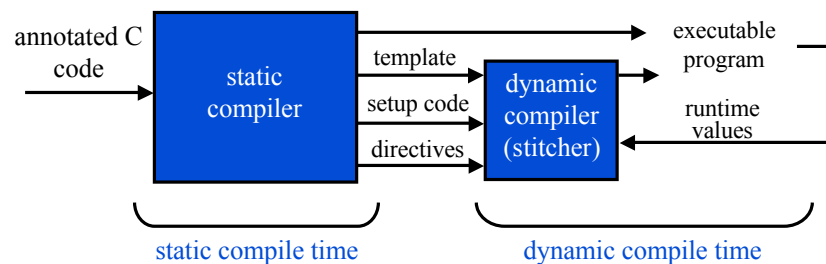 annotated C
code
static
compiler
template
setup code
directives
dynamic
compiler
(stitcher)
executable
program
runtime
values
static compile time
dynamic compile time